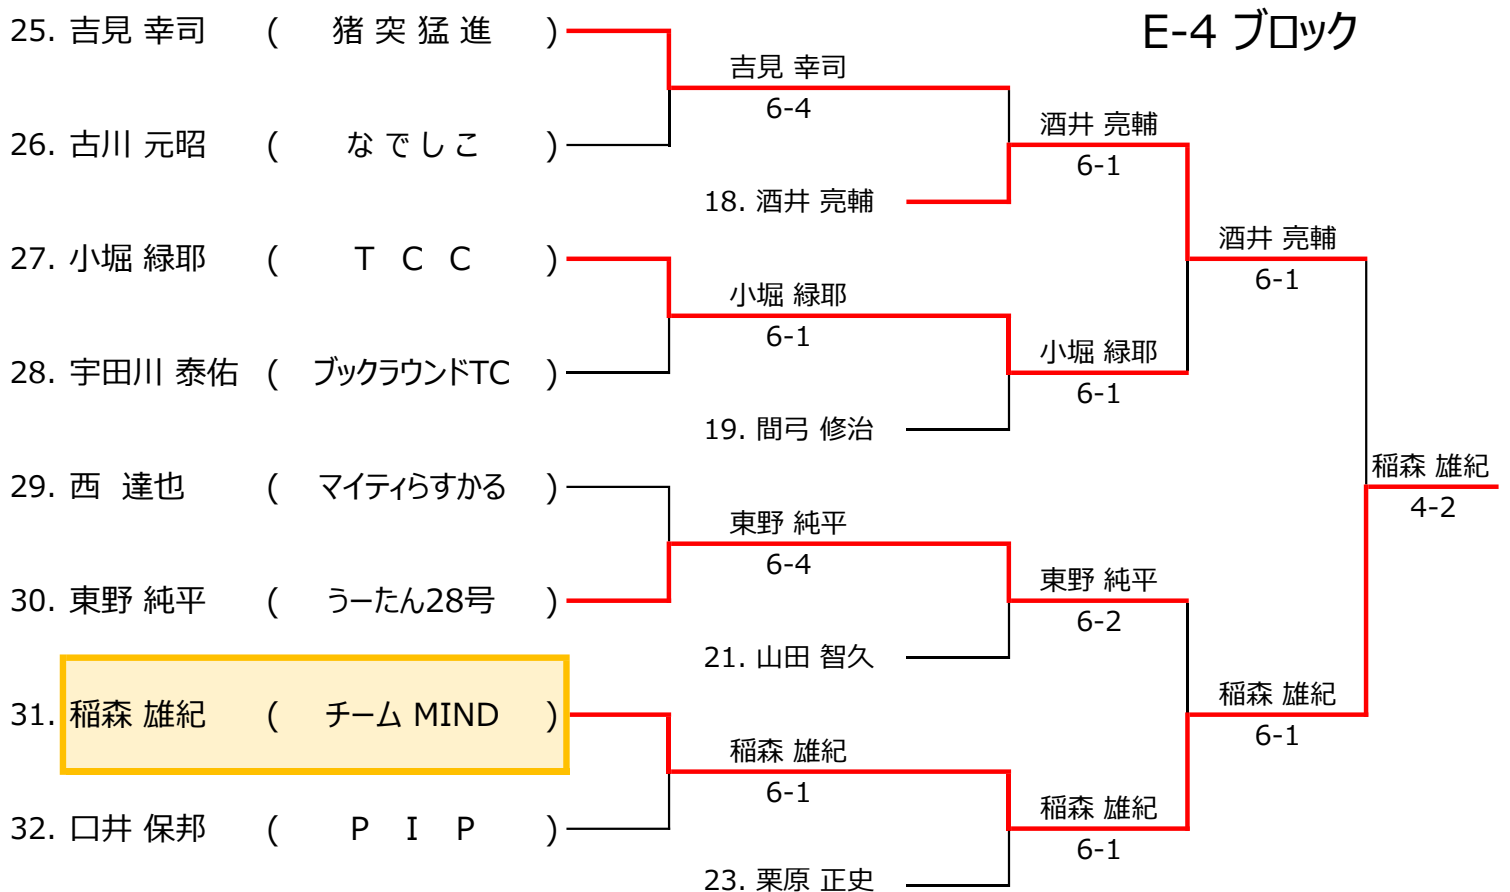 E-4 ブロック
25. 吉見 幸司 ( 猪 突 猛 進 )
吉見 幸司
6-4
酒井 亮輔
6-1
26. 古川 元昭 ( な で し こ )
18. 酒井 亮輔
酒井 亮輔
6-1
27. 小堀 緑耶 ( T C C )
小堀 緑耶
6-1
小堀 緑耶
6-1
28. 宇田川 泰佑 ( ブックラウンドTC )
19. 間弓 修治
稲森 雄紀
4-2
29. 西 達也 ( マイティらすかる )
東野 純平
6-4
東野 純平
6-2
30. 東野 純平 ( うーたん28号 )
21. 山田 智久
稲森 雄紀
6-1
31. 稲森 雄紀 ( チーム MIND )
稲森 雄紀
6-1
稲森 雄紀
6-1
32. 口井 保邦 ( P I P )
23. 栗原 正史